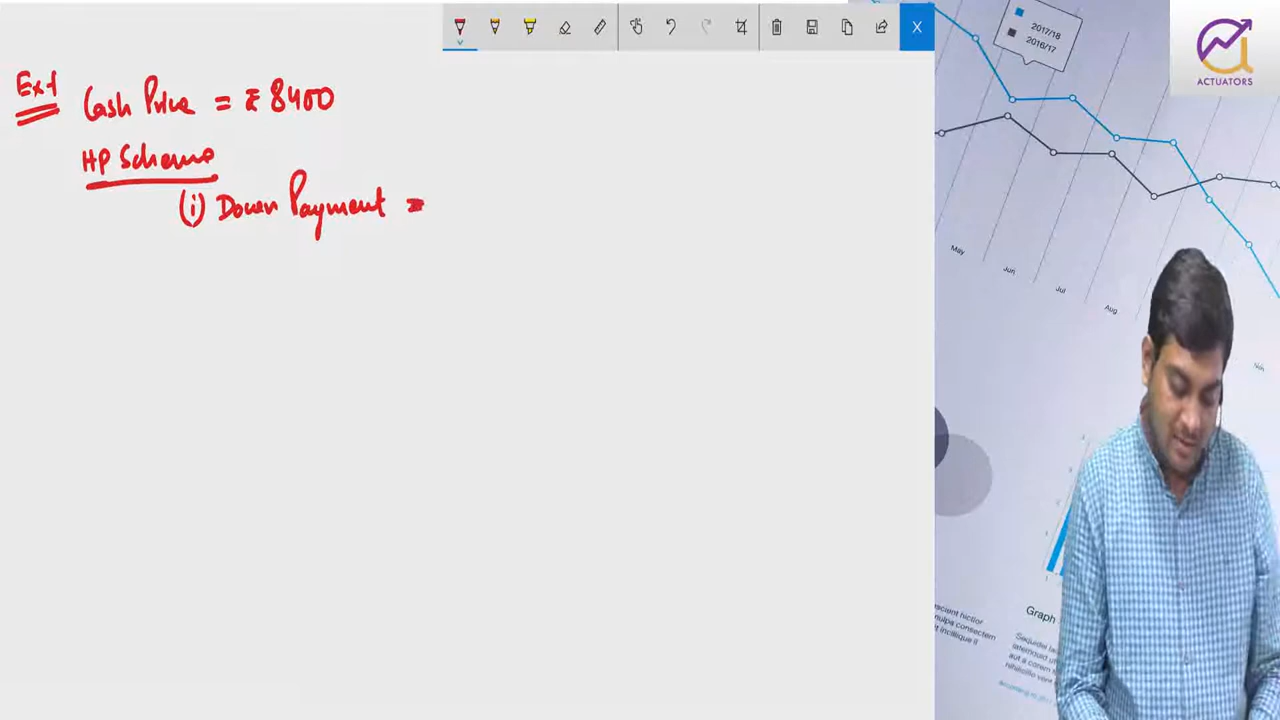 Ex-1
Cash Price = ₹ 8400
HP Scheme
(i) Down Payment =
X
2017/18
2016/17
May
Jun
Jul
Aug
Nov
ACTUATORS
Graph